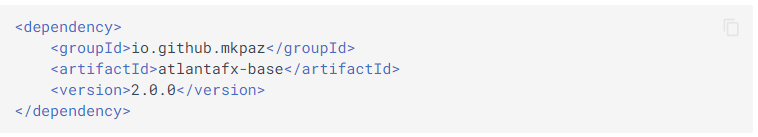 <dependency>
    <groupId>io.github.mkpaz</groupId>
    <artifactId>atlantafx-base</artifactId>
    <version>2.0.0</version>
</dependency>